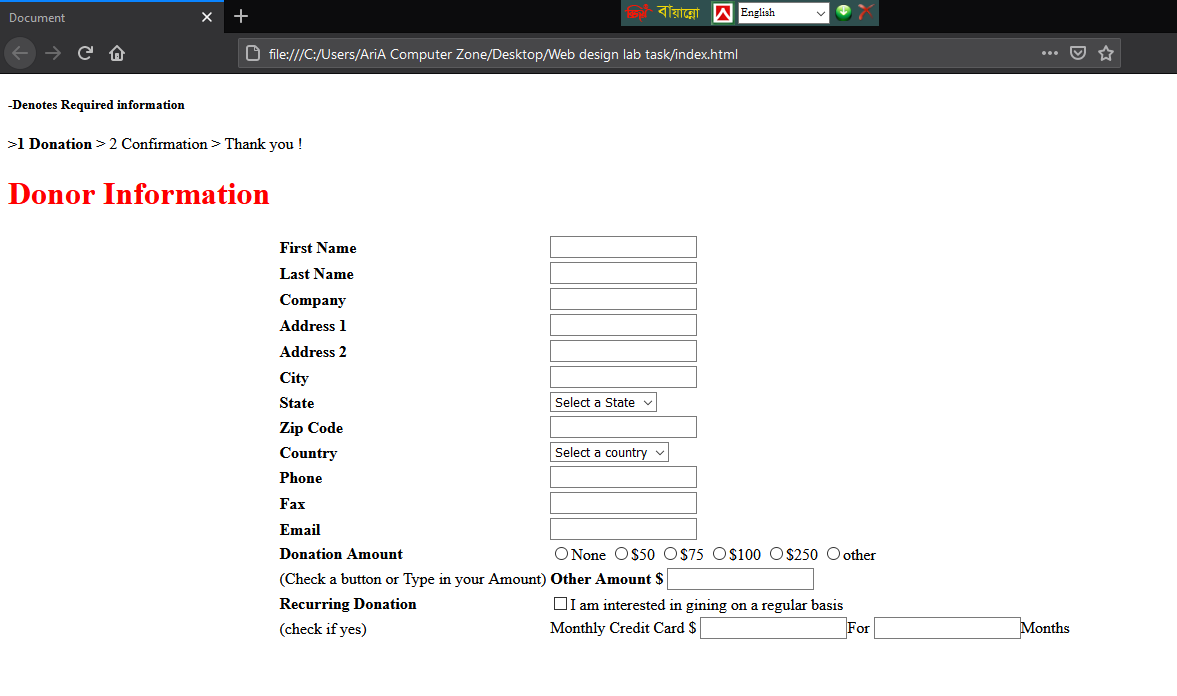 Document
বায়ান্নো English
file:///C:/Users/AriA Computer Zone/Desktop/Web design lab task/index.html
-Denotes Required information
>1 Donation > 2 Confirmation > Thank you !
Donor Information
First Name
Last Name
Company
Address 1
Address 2
City
State Select a State
Zip Code
Country Select a country
Phone
Fax
Email
Donation Amount None $50 $75 $100 $250 other
(Check a button or Type in your Amount) Other Amount $
Recurring Donation I am interested in gining on a regular basis
(check if yes) Monthly Credit Card $ For Months